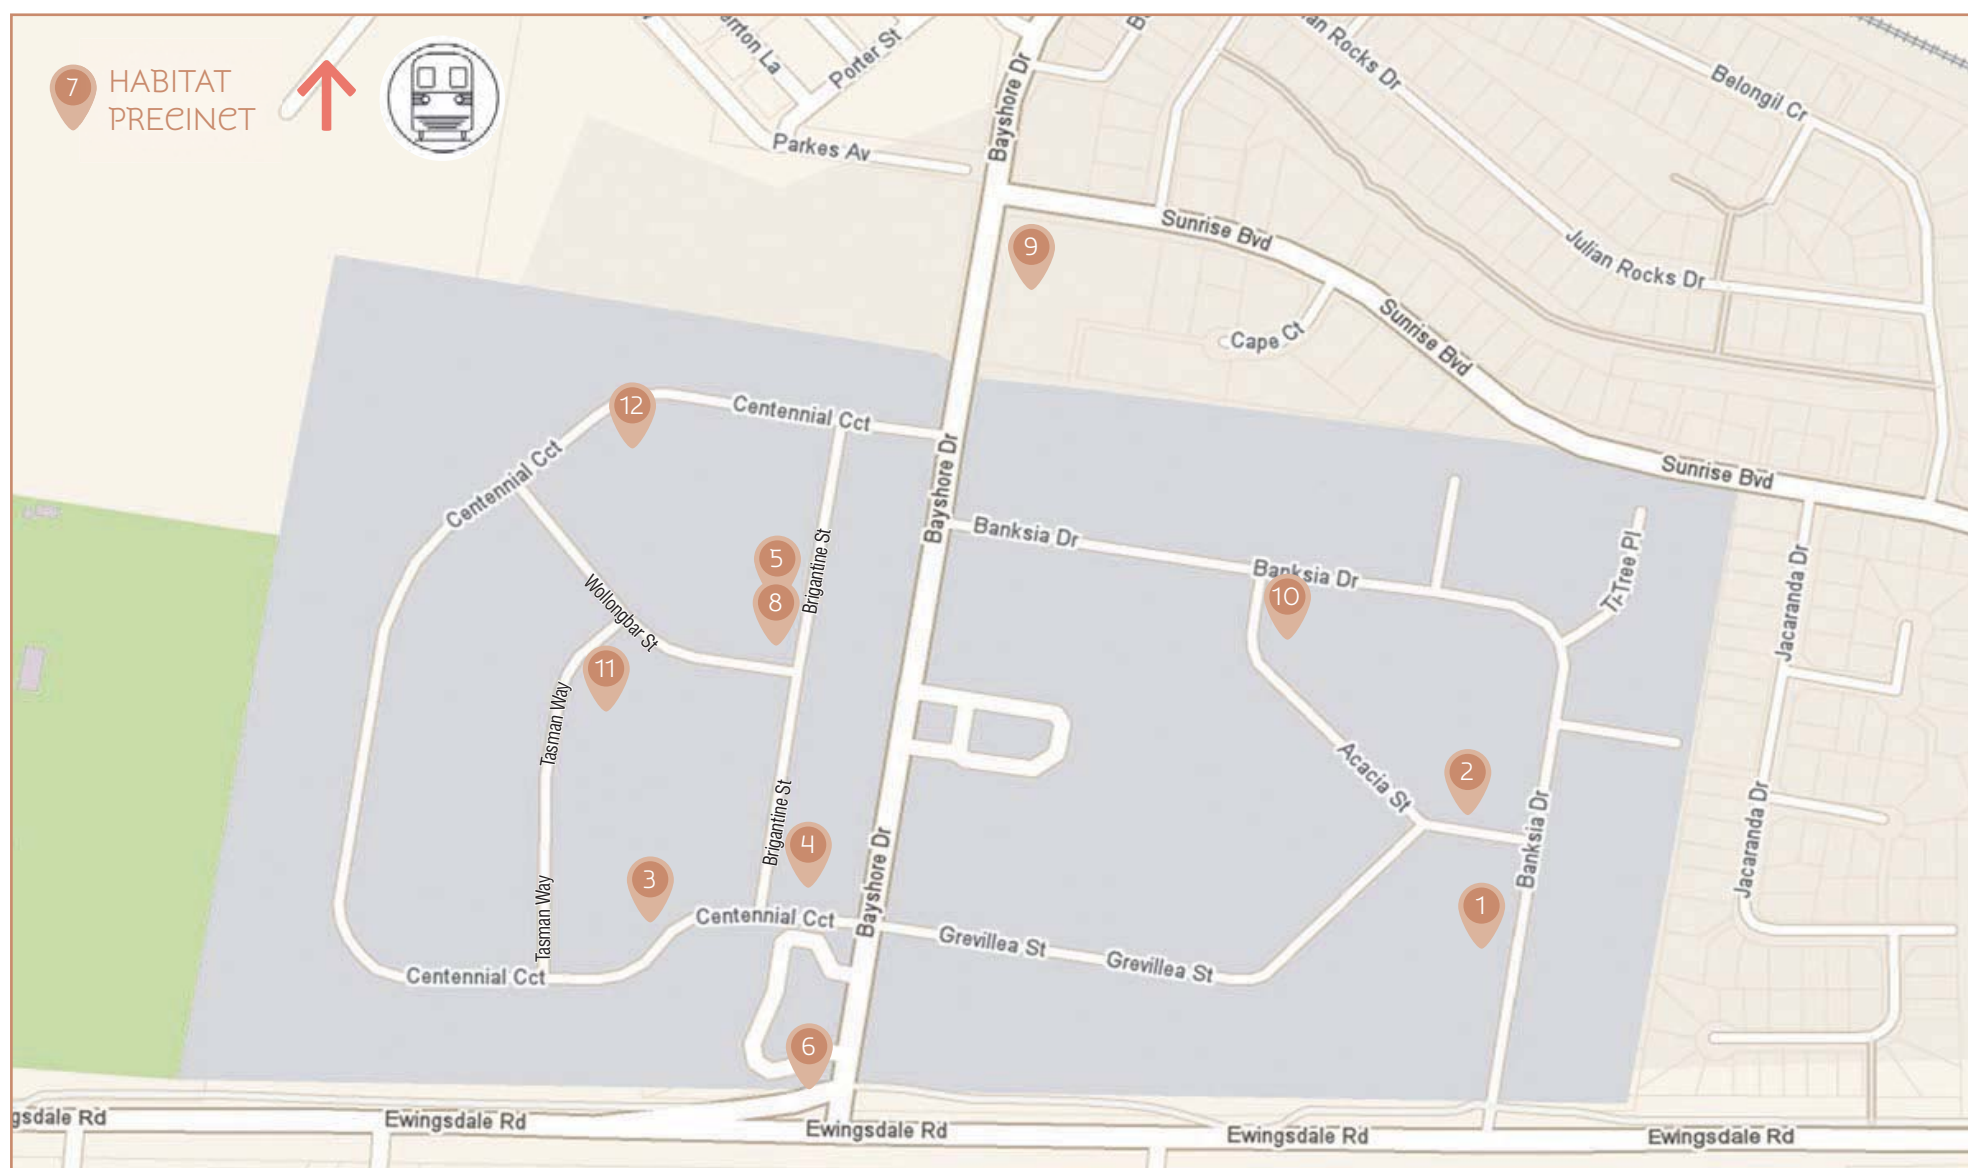 7
HABITAT
PRECINCT
Porter St
Parkes Av
Bayshore Dr
Rocks Dr
Belongil Cr
Sunrise Bvd
Julian Rocks Dr
9
Cape Ct
Sunrise Bvd
Sunrise Bvd
12
Centennial Cct
Centennial Cct
Bayshore Dr
Banksia Dr
Banksia Dr
Ti-Tree Pl
Jacaranda Dr
5
8
Brigantine St
Wollongbar St
10
11
Tasman Way
Acacia St
2
Brigantine St
4
Bayshore Dr
Banksia Dr
Jacaranda Dr
3
1
Tasman Way
Centennial Cct
Grevillea St
Grevillea St
Centennial Cct
6
gsdale Rd
Ewingsdale Rd
Ewingsdale Rd
Ewingsdale Rd
Ewingsdale Rd